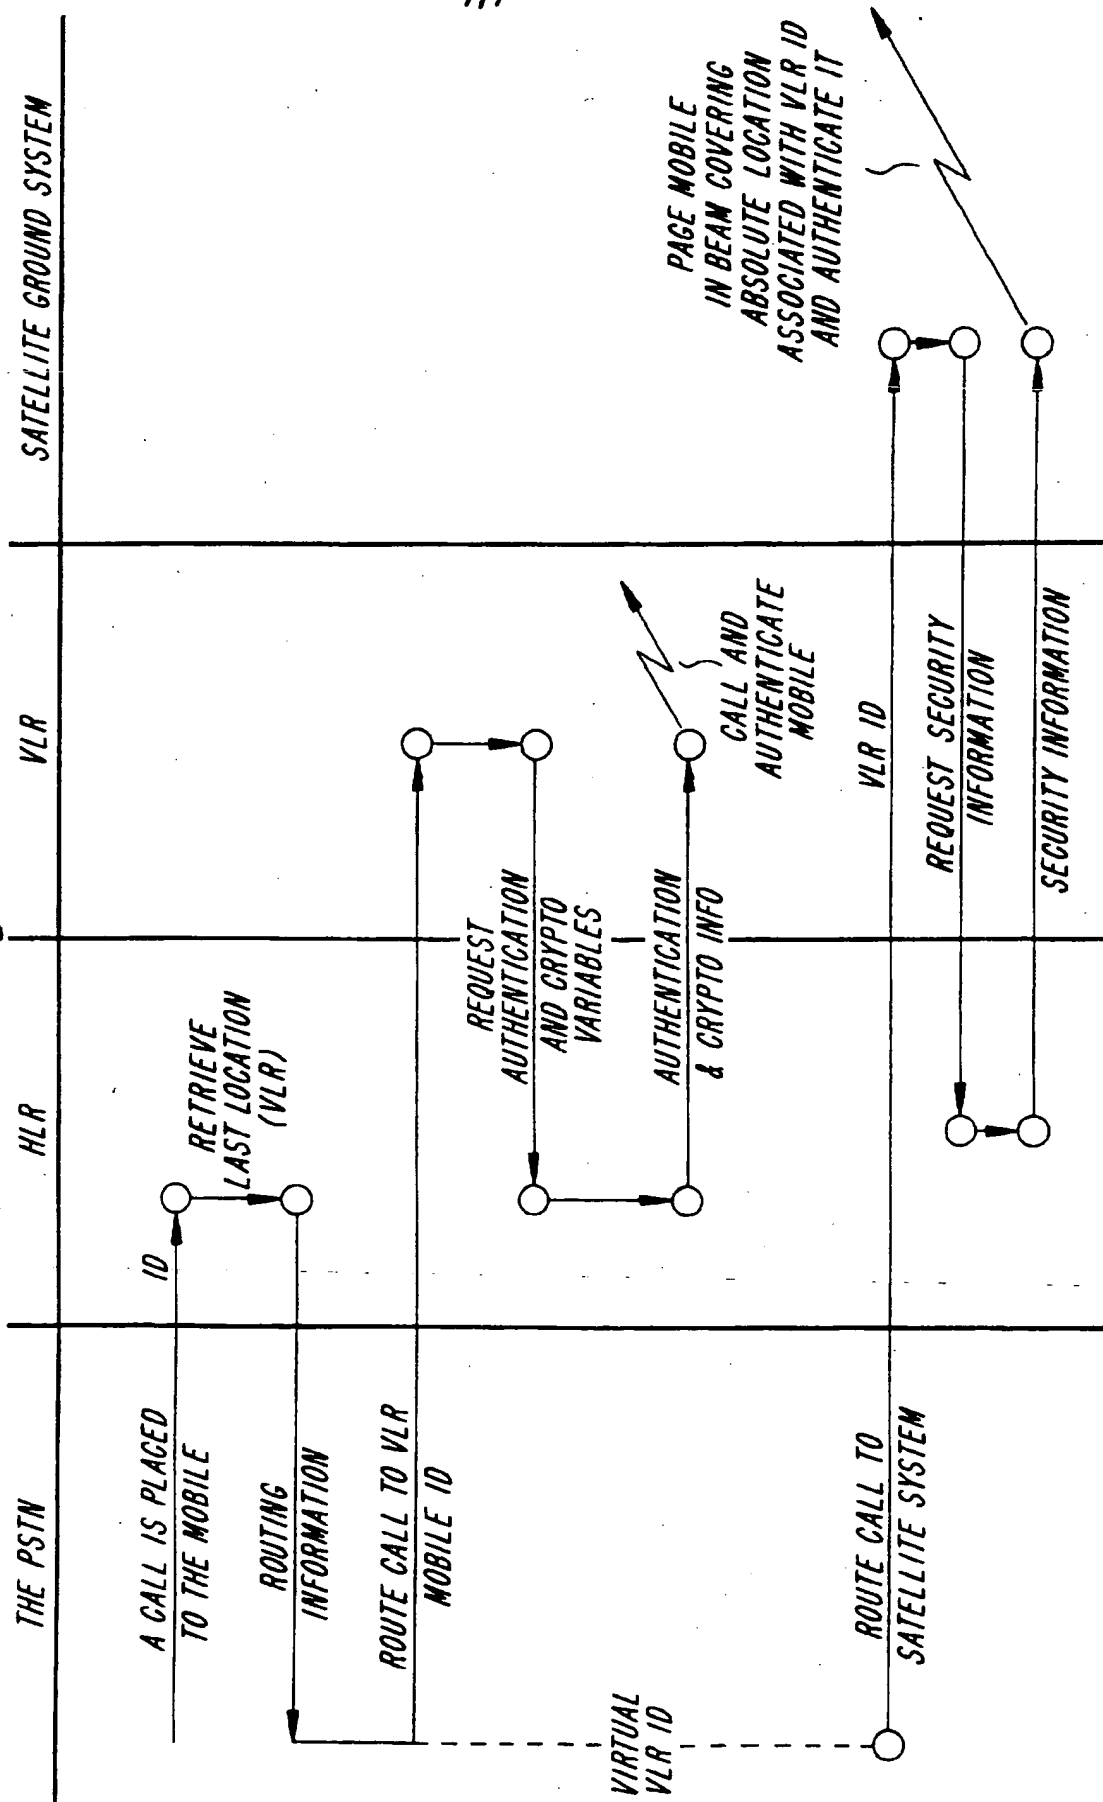 THE PSTN
HLR
VLR
SATELLITE GROUND SYSTEM
A CALL IS PLACED
TO THE MOBILE
ID
RETRIEVE
LAST LOCATION
(VLR)
ROUTING
INFORMATION
ROUTE CALL TO VLR
MOBILE ID
REQUEST
AUTHENTICATION
AND CRYPTO
VARIABLES
AUTHENTICATION
& CRYPTO INFO
CALL AND
AUTHENTICATE
MOBILE
VIRTUAL
VLR ID
ROUTE CALL TO
SATELLITE SYSTEM
VLR ID
PAGE MOBILE
IN BEAM COVERING
ABSOLUTE LOCATION
ASSOCIATED WITH VLR ID
AND AUTHENTICATE IT
REQUEST SECURITY
INFORMATION
SECURITY INFORMATION